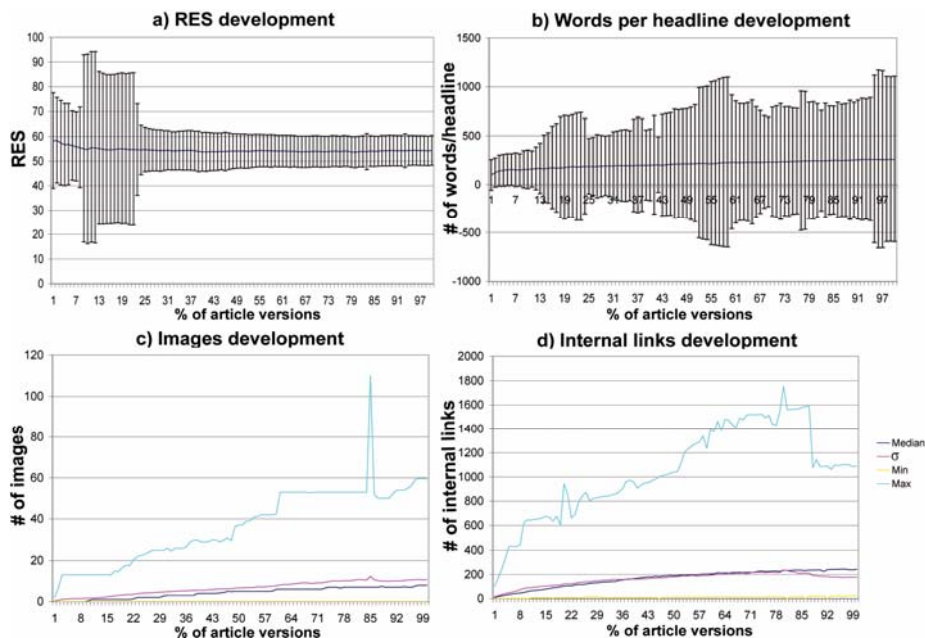 a) RES development
RES
100
90
80
70
60
50
40
30
20
10
0
1 7 13 19 25 31 37 43 49 55 61 67 73 79 85 91 97
% of article versions
b) Words per headline development
# of words/headline
1500
1000
500
0
-500
-1000
1 7 13 19 25 31 37 43 49 55 61 67 73 79 85 91 97
% of article versions
c) Images development
# of images
120
100
80
60
40
20
0
1 8 15 22 29 36 43 50 57 64 71 78 85 92 99
% of article versions
d) Internal links development
# of internal links
2000
1800
1600
1400
1200
1000
800
600
400
200
0
1 8 15 22 29 36 43 50 57 64 71 78 85 92 99
% of article versions
Median
σ
Min
Max